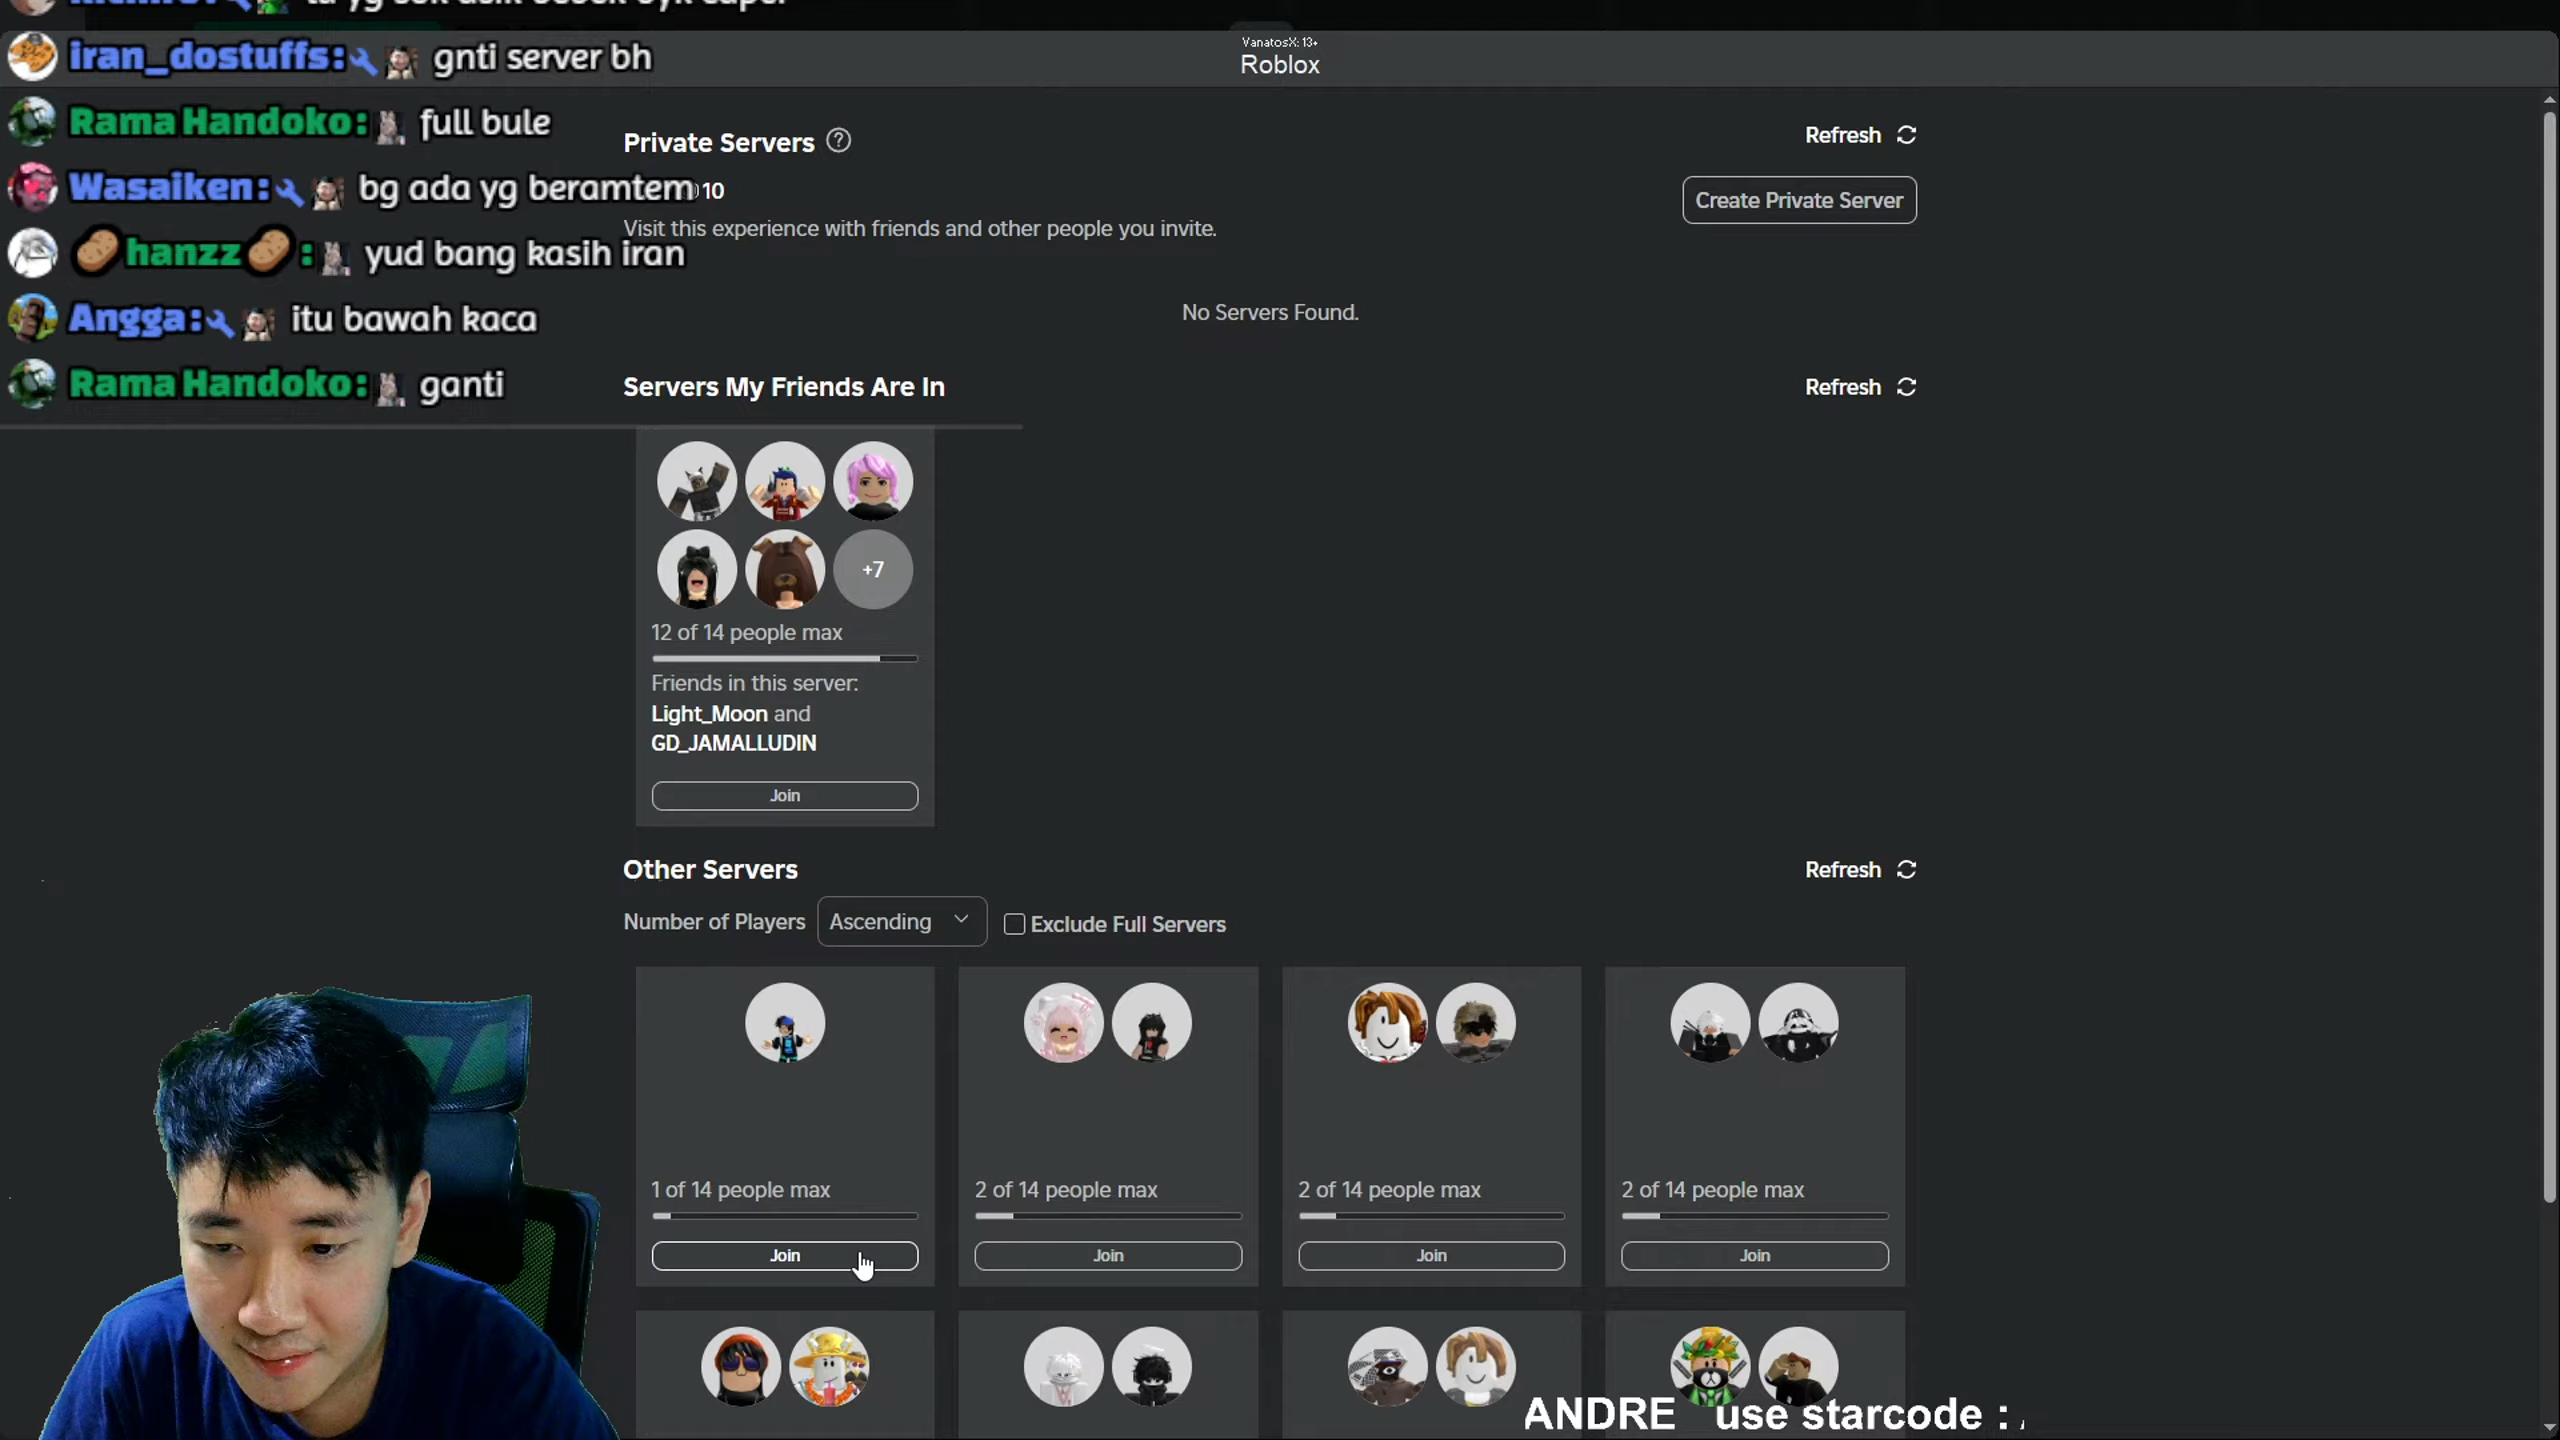 iran_dostuffs: gnti server bh
VanatosX: 13+
Roblox
Rama Handoko: full bule
Wasaiken: bg ada yg beramtem
hanzz: yud bang kasih iran
Angga: itu bawah kaca
Rama Handoko: ganti
Private Servers
Refresh
10
Create Private Server
Visit this experience with friends and other people you invite.
No Servers Found.
Servers My Friends Are In
Refresh
+7
12 of 14 people max
Friends in this server:
Light_Moon and
GD_JAMALLUDIN
Join
Other Servers
Refresh
Number of Players Ascending Exclude Full Servers
1 of 14 people max
Join
2 of 14 people max
Join
2 of 14 people max
Join
2 of 14 people max
Join
ANDRE use starcode :